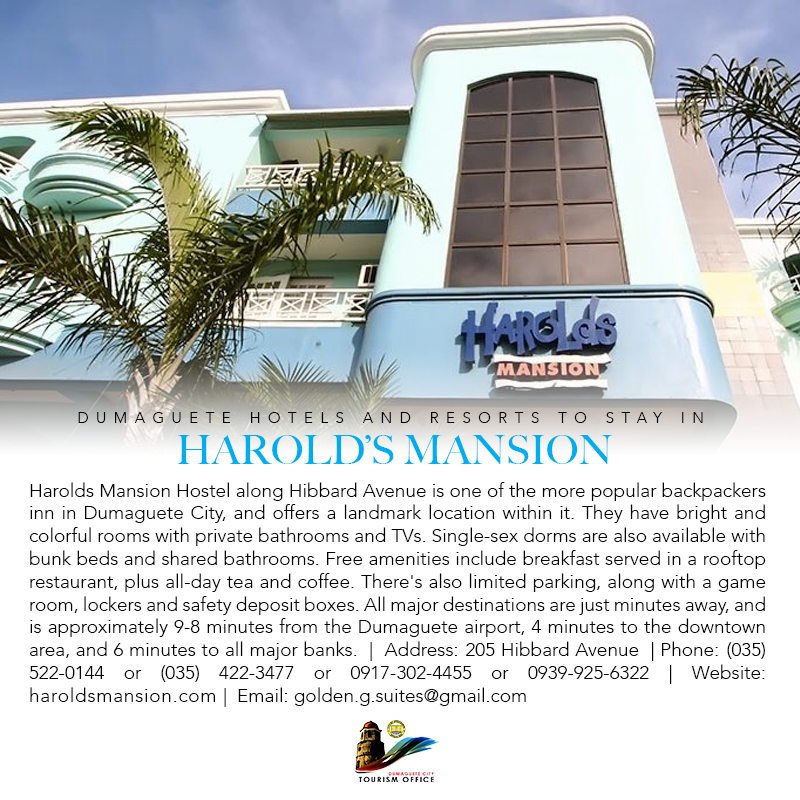 HAROLds
MANSION
DUMAGUETE HOTELS AND RESORTS TO STAY IN
HAROLD'S MANSION
Harolds Mansion Hostel along Hibbard Avenue is one of the more popular backpackers
inn in Dumaguete City, and offers a landmark location within it. They have bright and
colorful rooms with private bathrooms and TVs. Single-sex dorms are also available with
bunk beds and shared bathrooms. Free amenities include breakfast served in a rooftop
restaurant, plus all-day tea and coffee. There's also limited parking, along with a game
room, lockers and safety deposit boxes. All major destinations are just minutes away, and
is approximately 9-8 minutes from the Dumaguete airport, 4 minutes to the downtown
area, and 6 minutes to all major banks. | Address: 205 Hibbard Avenue | Phone: (035)
522-0144 or (035) 422-3477 or 0917-302-4455 or 0939-925-6322 | Website:
haroldsmansion.com | Email: golden.g.suites@gmail.com
DUMAGUETE CITY
TOURISM OFFICE